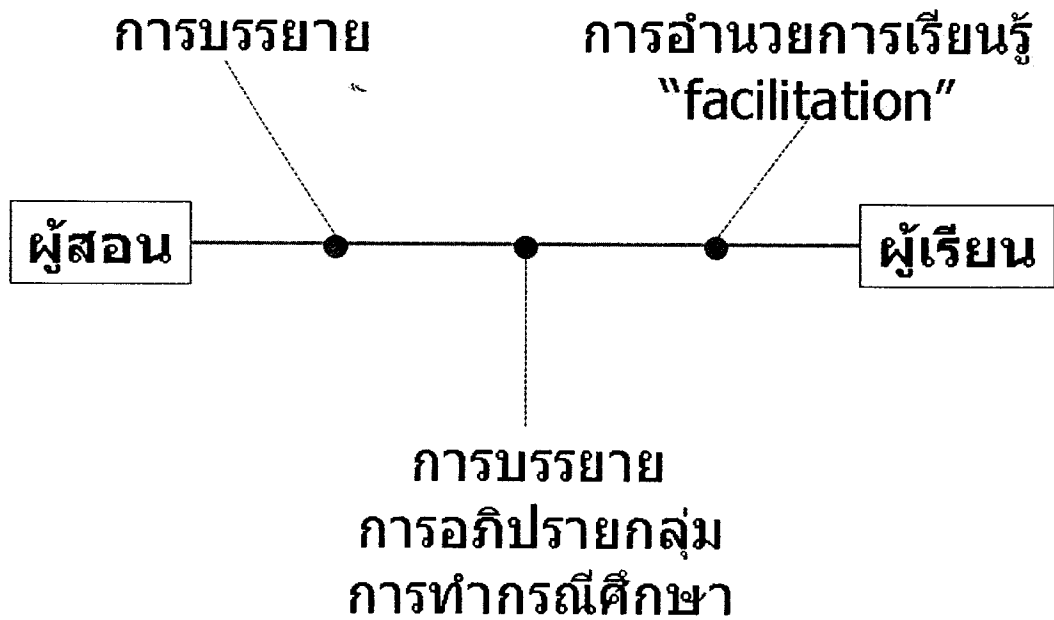 การบรรยาย
การอำนวยการเรียนรู้
“facilitation”
ผู้สอน
ผู้เรียน
การบรรยาย
การอภิปรายกลุ่ม
การทำกรณีศึกษา